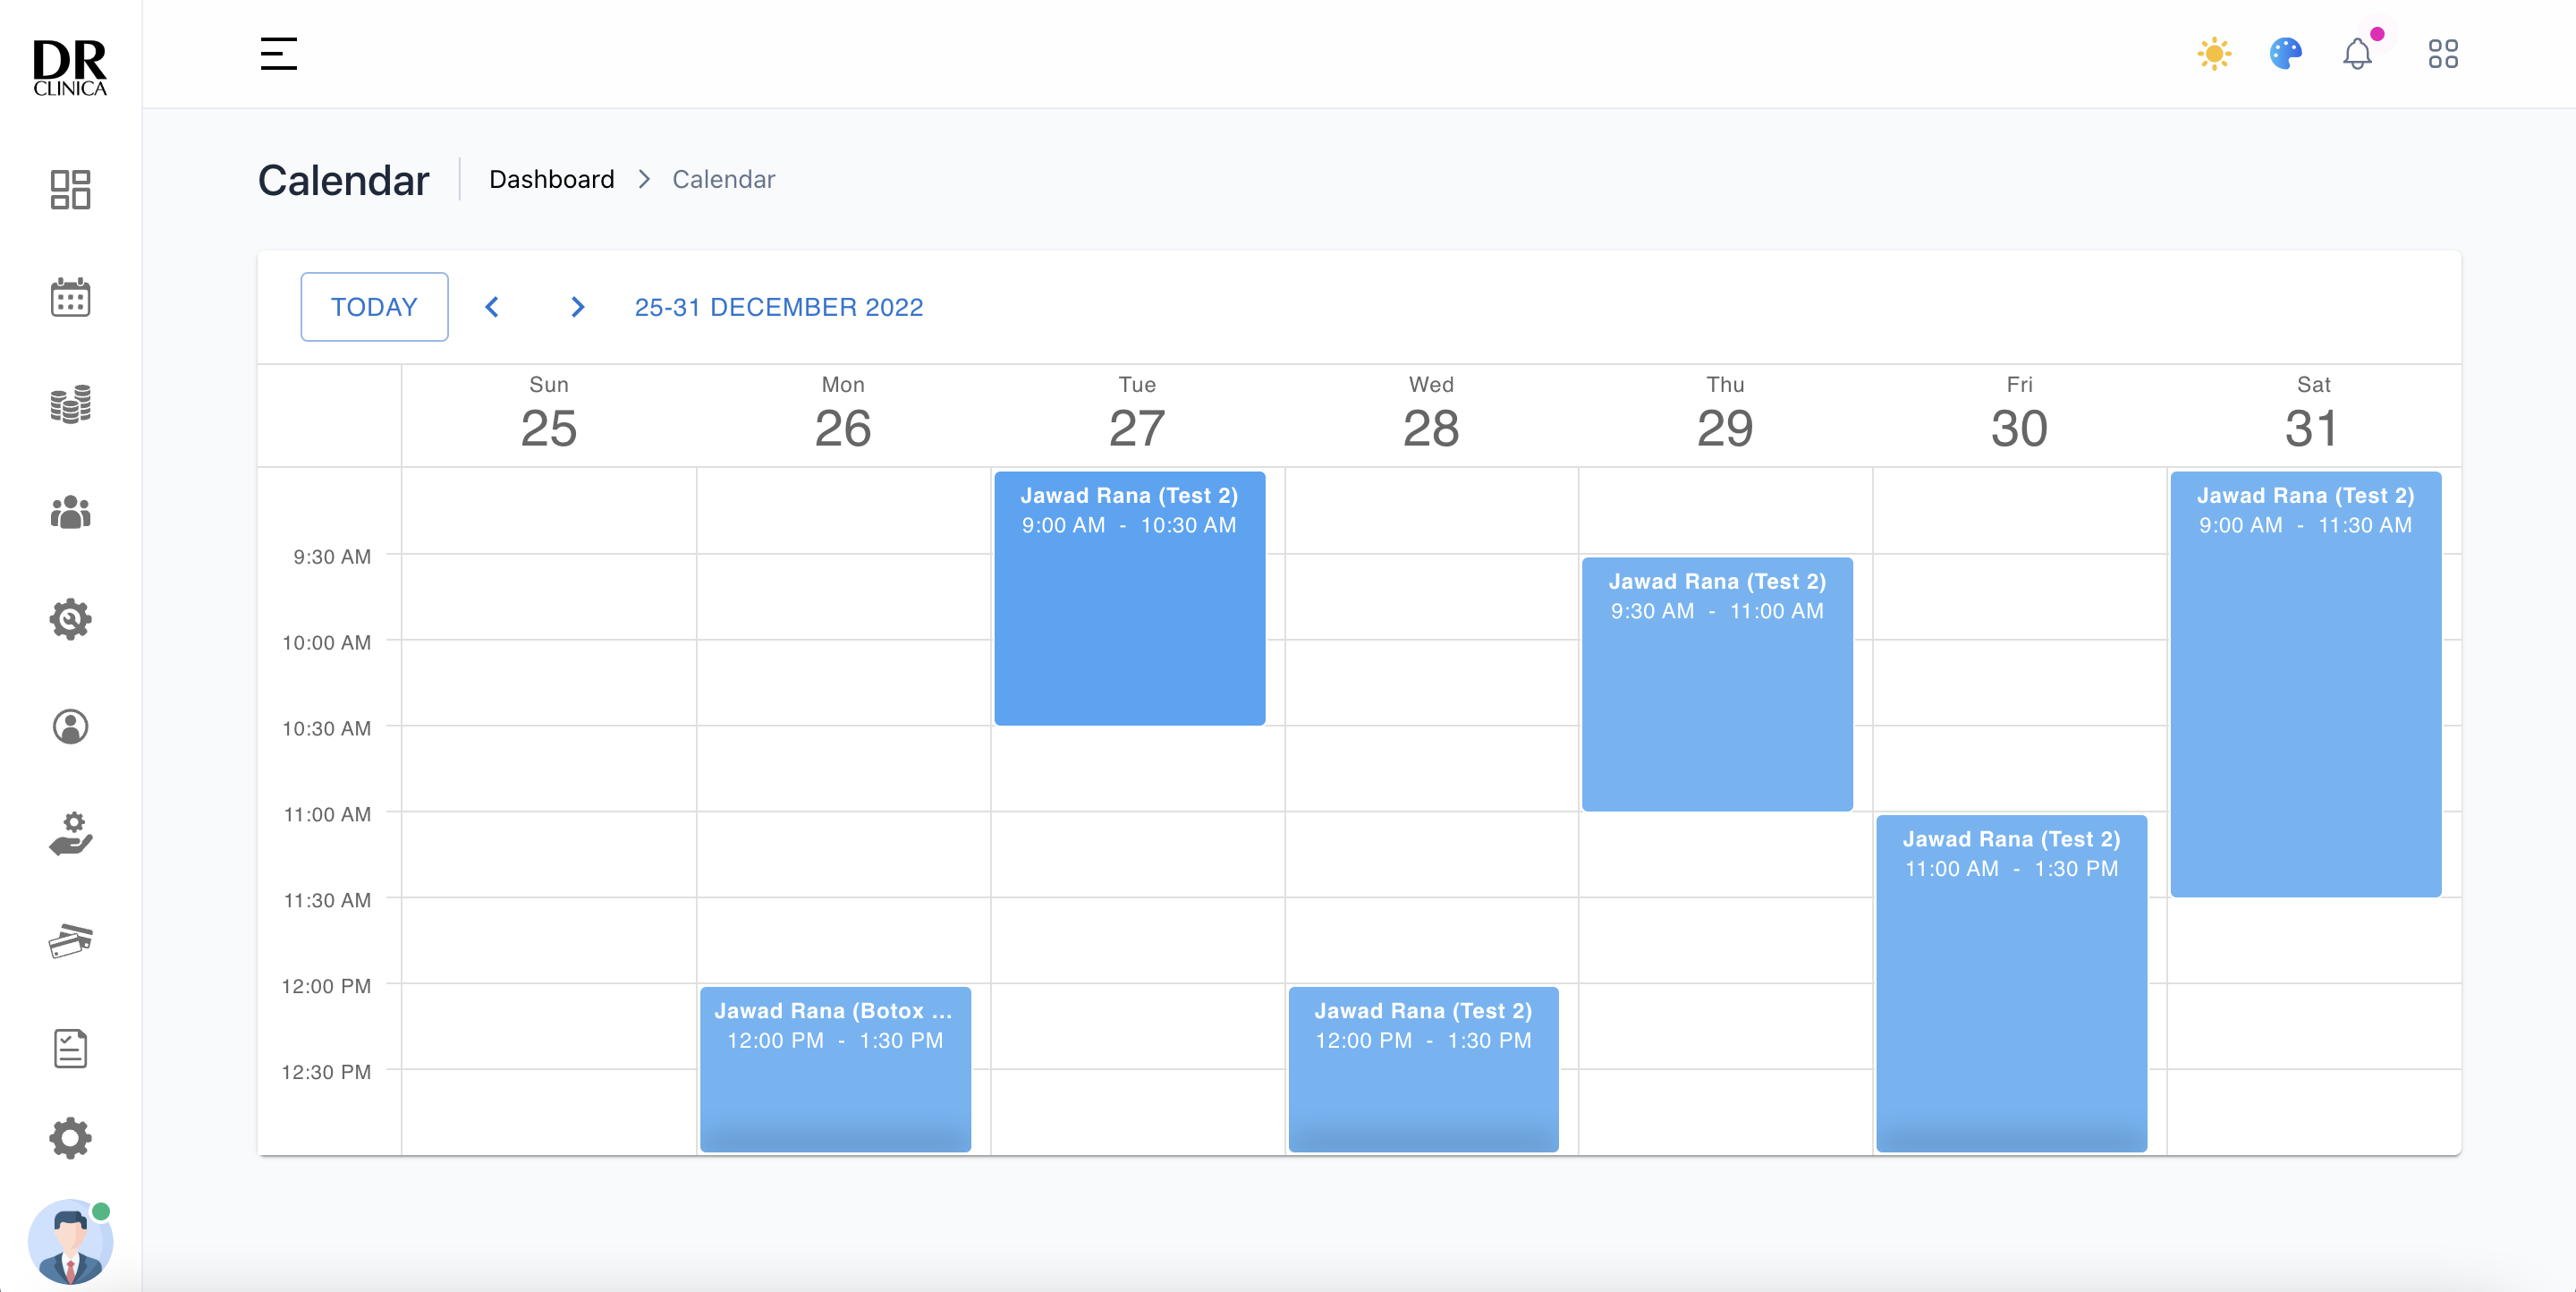 DR
CLINICA
Calendar
Dashboard > Calendar
TODAY
25-31 DECEMBER 2022
Sun
25
Mon
26
Tue
27
Wed
28
Thu
29
Fri
30
Sat
31
9:30 AM
10:00 AM
10:30 AM
11:00 AM
11:30 AM
12:00 PM
12:30 PM
Jawad Rana (Botox ...
12:00 PM - 1:30 PM
Jawad Rana (Test 2)
9:00 AM - 10:30 AM
Jawad Rana (Test 2)
12:00 PM - 1:30 PM
Jawad Rana (Test 2)
9:30 AM - 11:00 AM
Jawad Rana (Test 2)
11:00 AM - 1:30 PM
Jawad Rana (Test 2)
9:00 AM - 11:30 AM